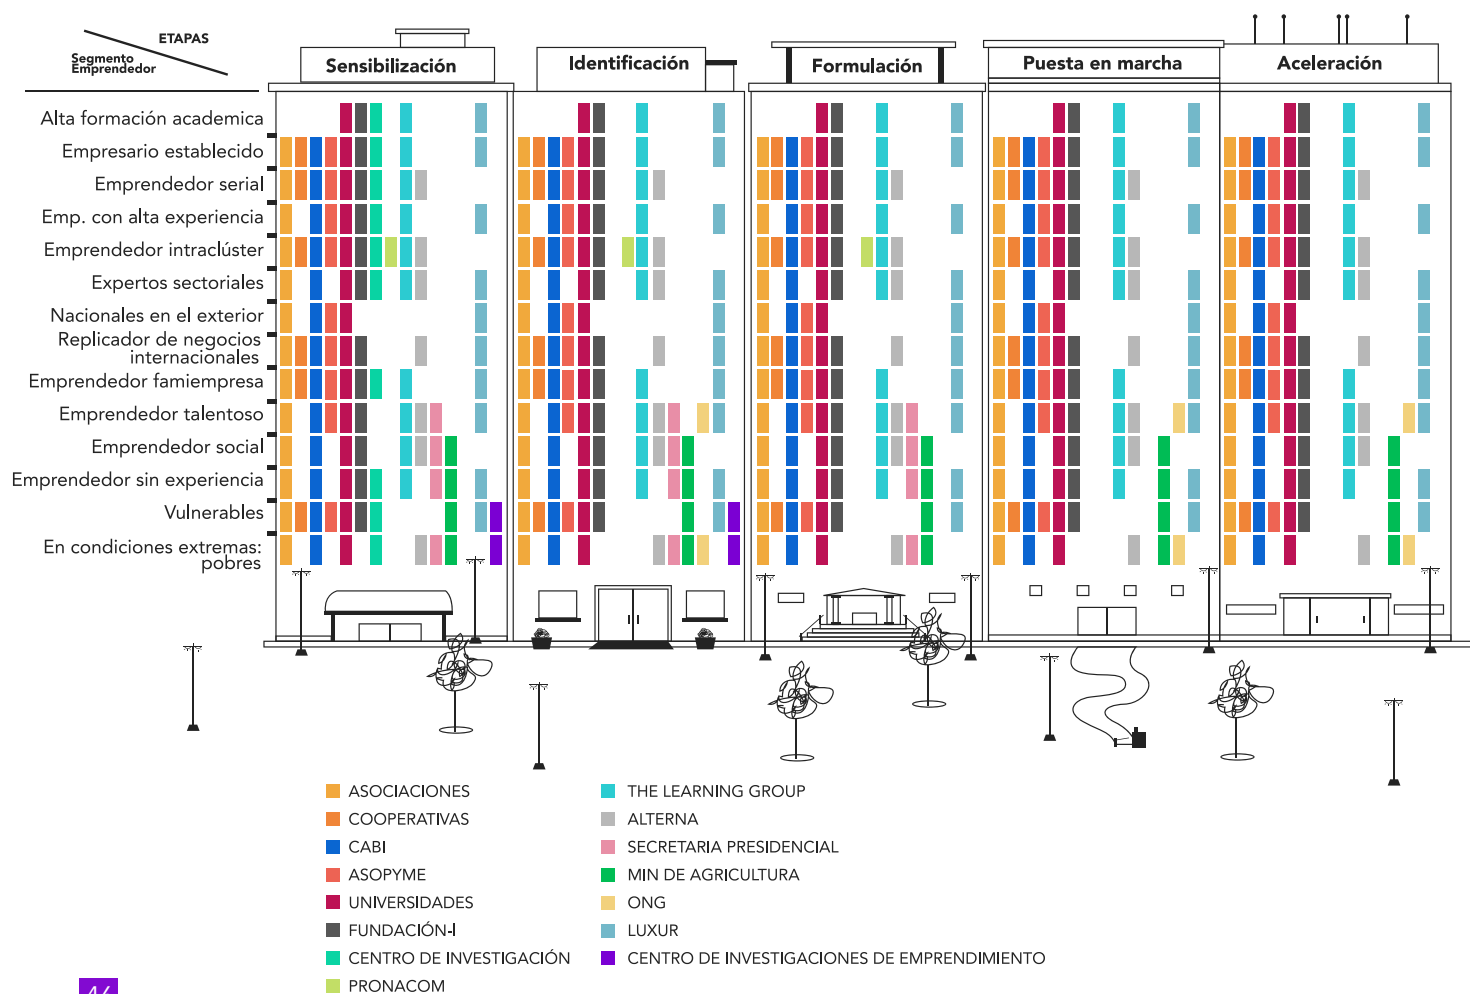 ETAPAS
Segmento
Emprendedor
Sensibilización
Identificación
Formulación
Puesta en marcha
Aceleración
Alta formación academica
Empresario establecido
Emprendedor serial
Emp. con alta experiencia
Emprendedor intraclúster
Expertos sectoriales
Nacionales en el exterior
Replicador de negocios
internacionales
Emprendedor famiempresa
Emprendedor talentoso
Emprendedor social
Emprendedor sin experiencia
Vulnerables
En condiciones extremas:
pobres
ASOCIACIONES
COOPERATIVAS
CABI
ASOPYME
UNIVERSIDADES
FUNDACIÓN-I
CENTRO DE INVESTIGACIÓN
PRONACOM
THE LEARNING GROUP
ALTERNA
SECRETARIA PRESIDENCIAL
MIN DE AGRICULTURA
ONG
LUXUR
CENTRO DE INVESTIGACIONES DE EMPRENDIMIENTO